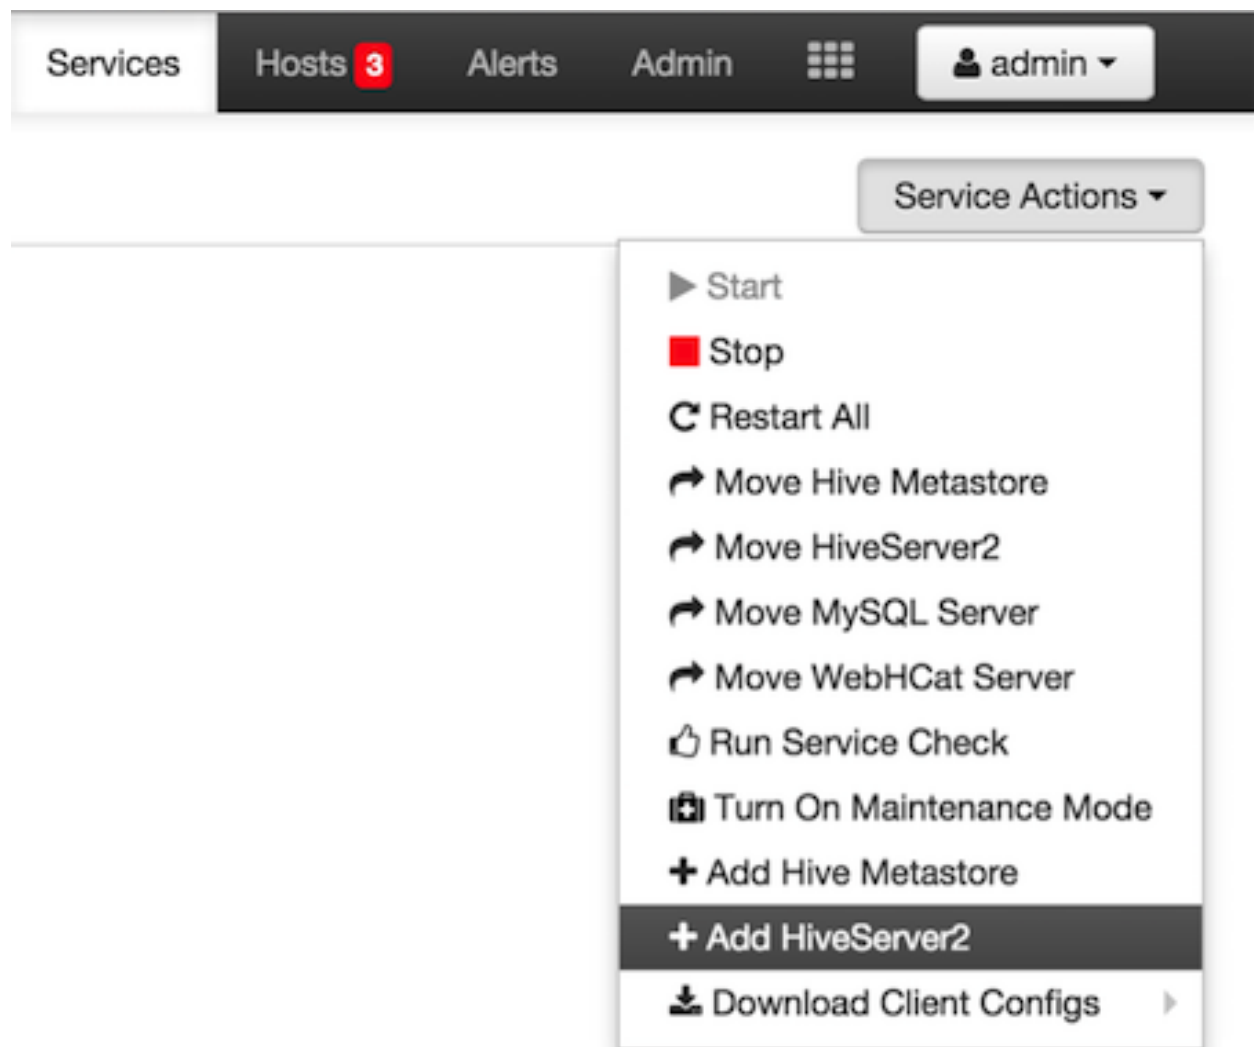 Services Hosts 3 Alerts Admin admin
Service Actions
Start
Stop
Restart All
Move Hive Metastore
Move HiveServer2
Move MySQL Server
Move WebHCat Server
Run Service Check
Turn On Maintenance Mode
Add Hive Metastore
Add HiveServer2
Download Client Configs